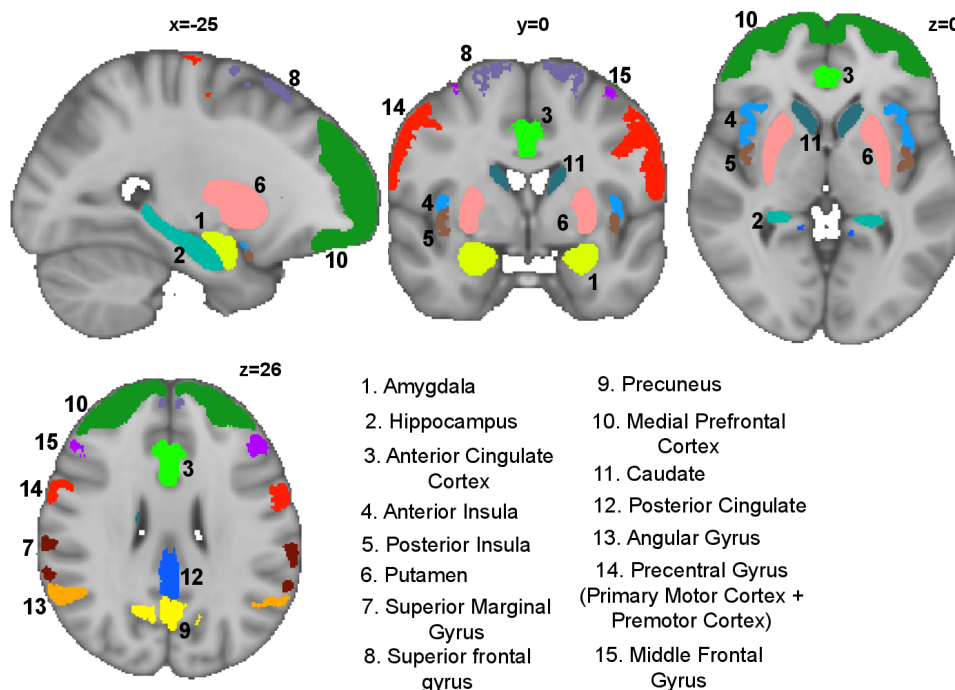 x=-25
y=0
10
z=0
8
8
15
3
14
3
4
11
11
6
4
6
1
5
6
5
2
2
10
1
z=26
10
15
3
14
7
12
13
9
1. Amygdala
2. Hippocampus
3. Anterior Cingulate
Cortex
4. Anterior Insula
5. Posterior Insula
6. Putamen
7. Superior Marginal
Gyrus
8. Superior frontal
gyrus
9. Precuneus
10. Medial Prefrontal
Cortex
11. Caudate
12. Posterior Cingulate
13. Angular Gyrus
14. Precentral Gyrus
(Primary Motor Cortex +
Premotor Cortex)
15. Middle Frontal
Gyrus